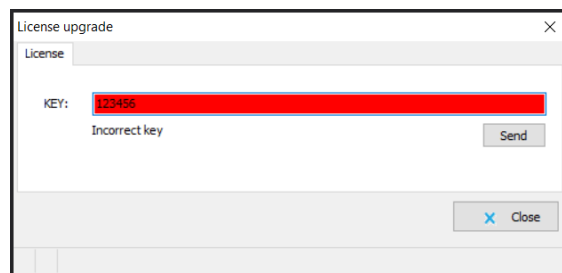 License upgrade
License
KEY: 123456
Incorrect key
Send
Close